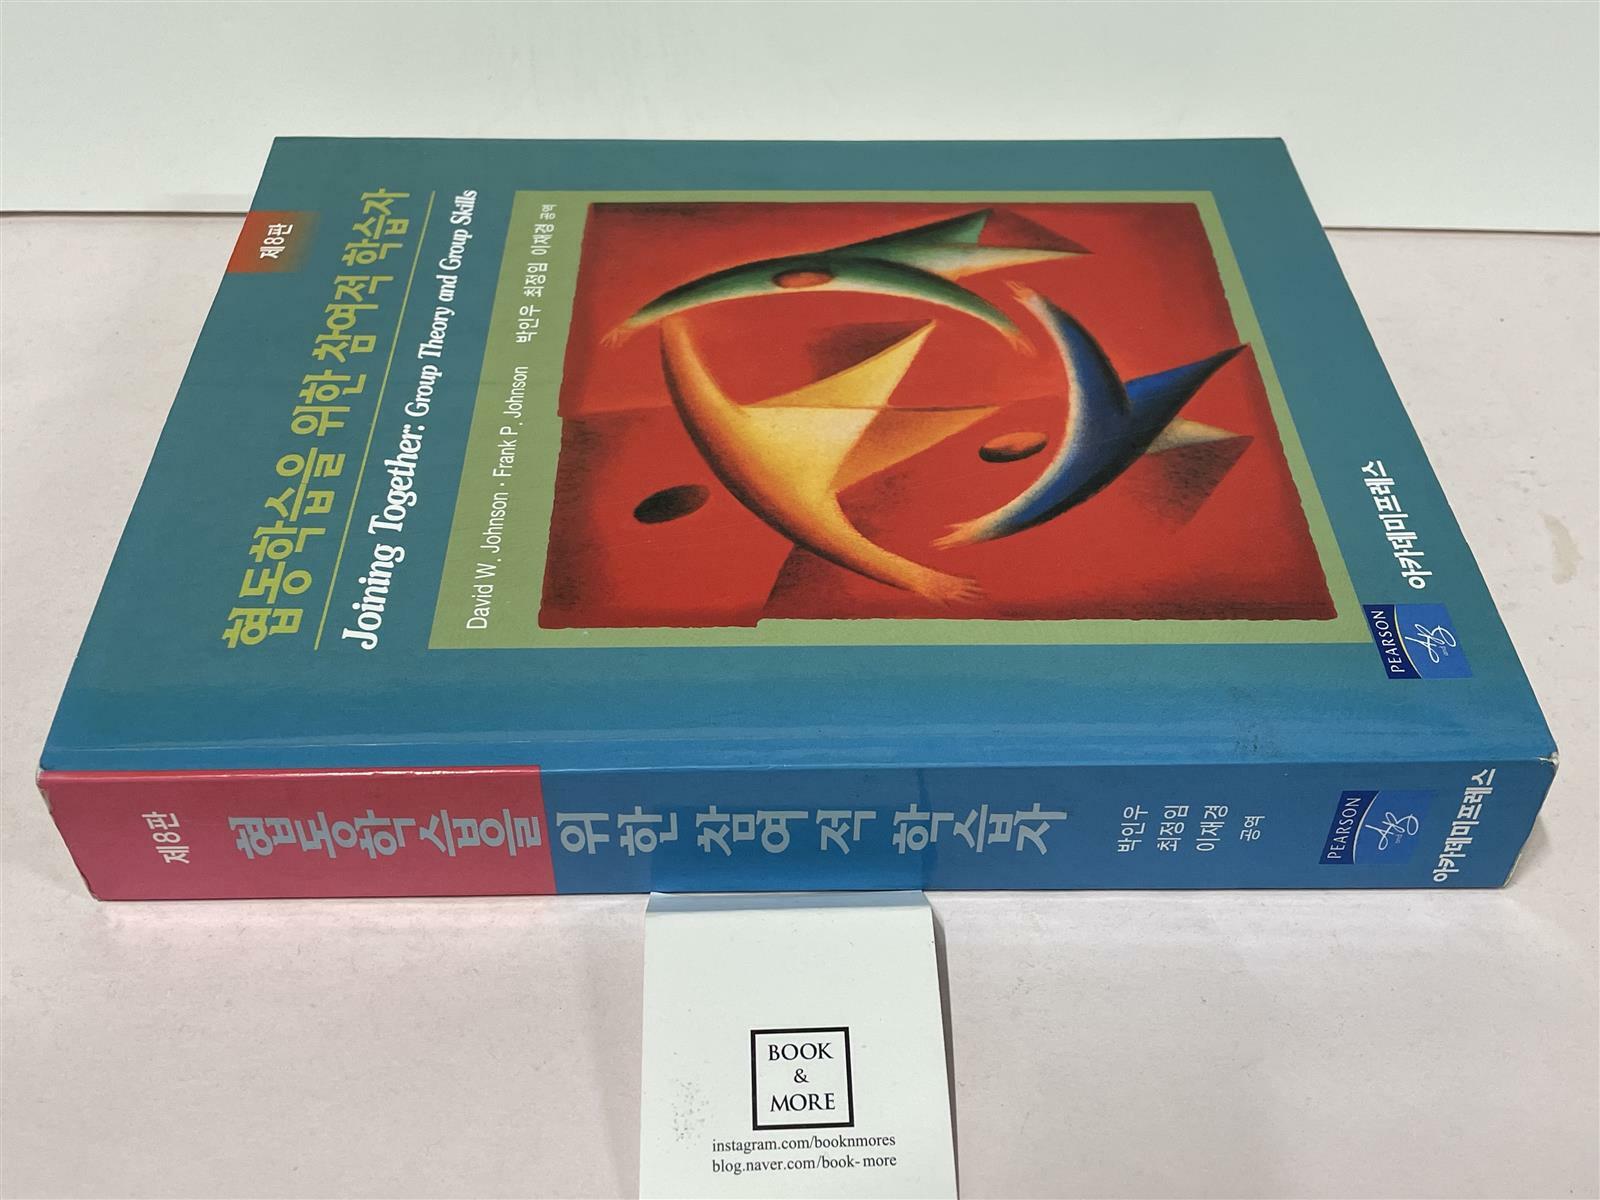 제8판
협동학습을 위한 참여적 학습자
Joining Together: Group Theory and Group Skills
David W. Johnson · Frank P. Johnson 박인우 최정임 이재경 공역
PEARSON
A and B
아카데미프레스
제8판
협동학습을 위한 참여적 학습자
박인우
최정임
이재경
공역
PEARSON
A and B
아카데미프레스
BOOK
&
MORE
instagram.com/booknmores
blog.naver.com/book-more